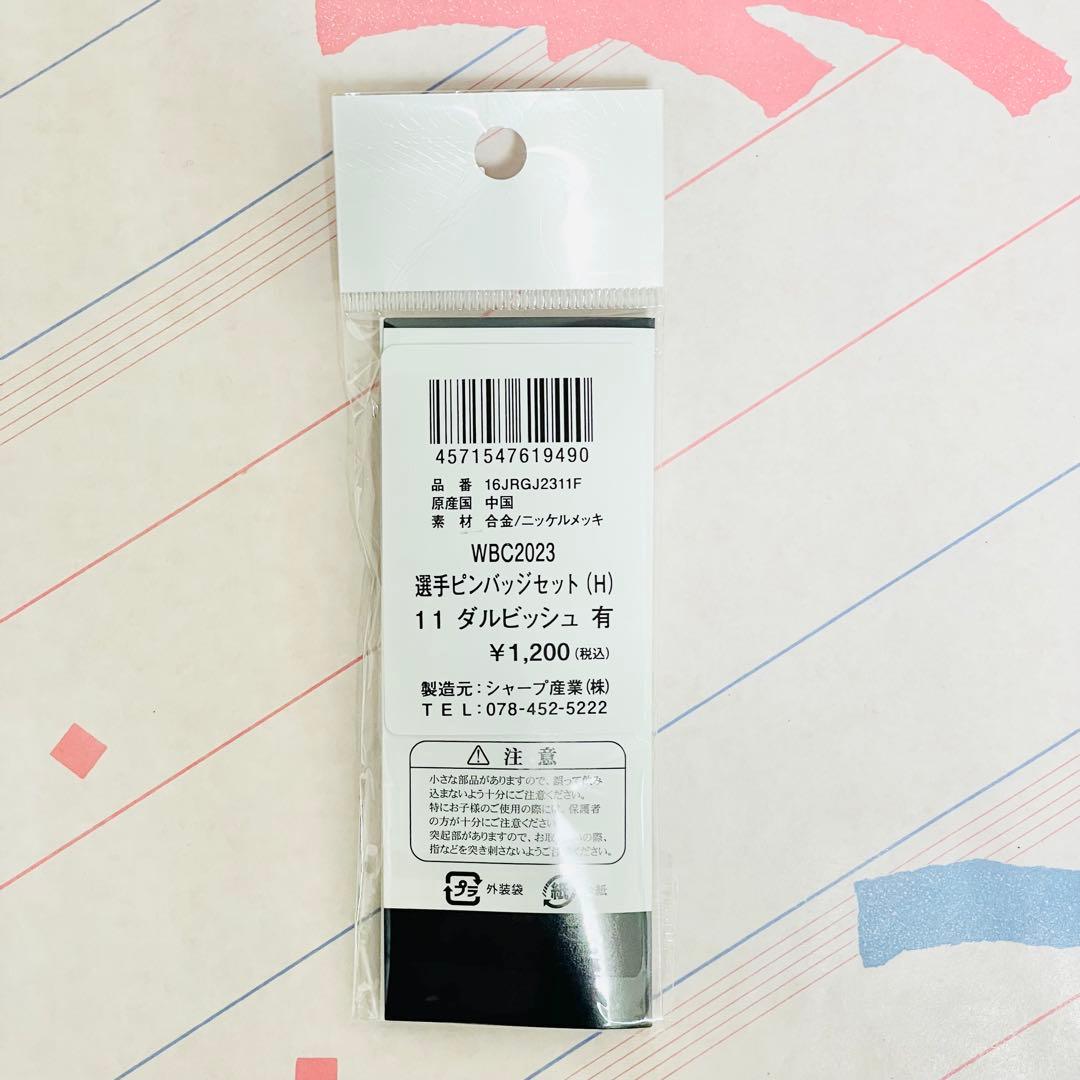 4571547619490
品 番 16JRGJ2311F
原産国 中国
素 材 合金/ニッケルメッキ
WBC2023
選手ピンバッジセット(H)
11 ダルビッシュ 有
¥1,200(税込)
製造元:シャープ産業(株)
TEL:078-452-5222
⚠ 注 意
小さな部品がありますので、誤って飲み
込まないよう十分にご注意ください。
特にお子様のご使用の際には、保護者
の方が十分にご注意ください
突起部がありますので、お取 いの際、
指などを突き刺さないようご注 ください。
プラ 外装袋
紙 紙